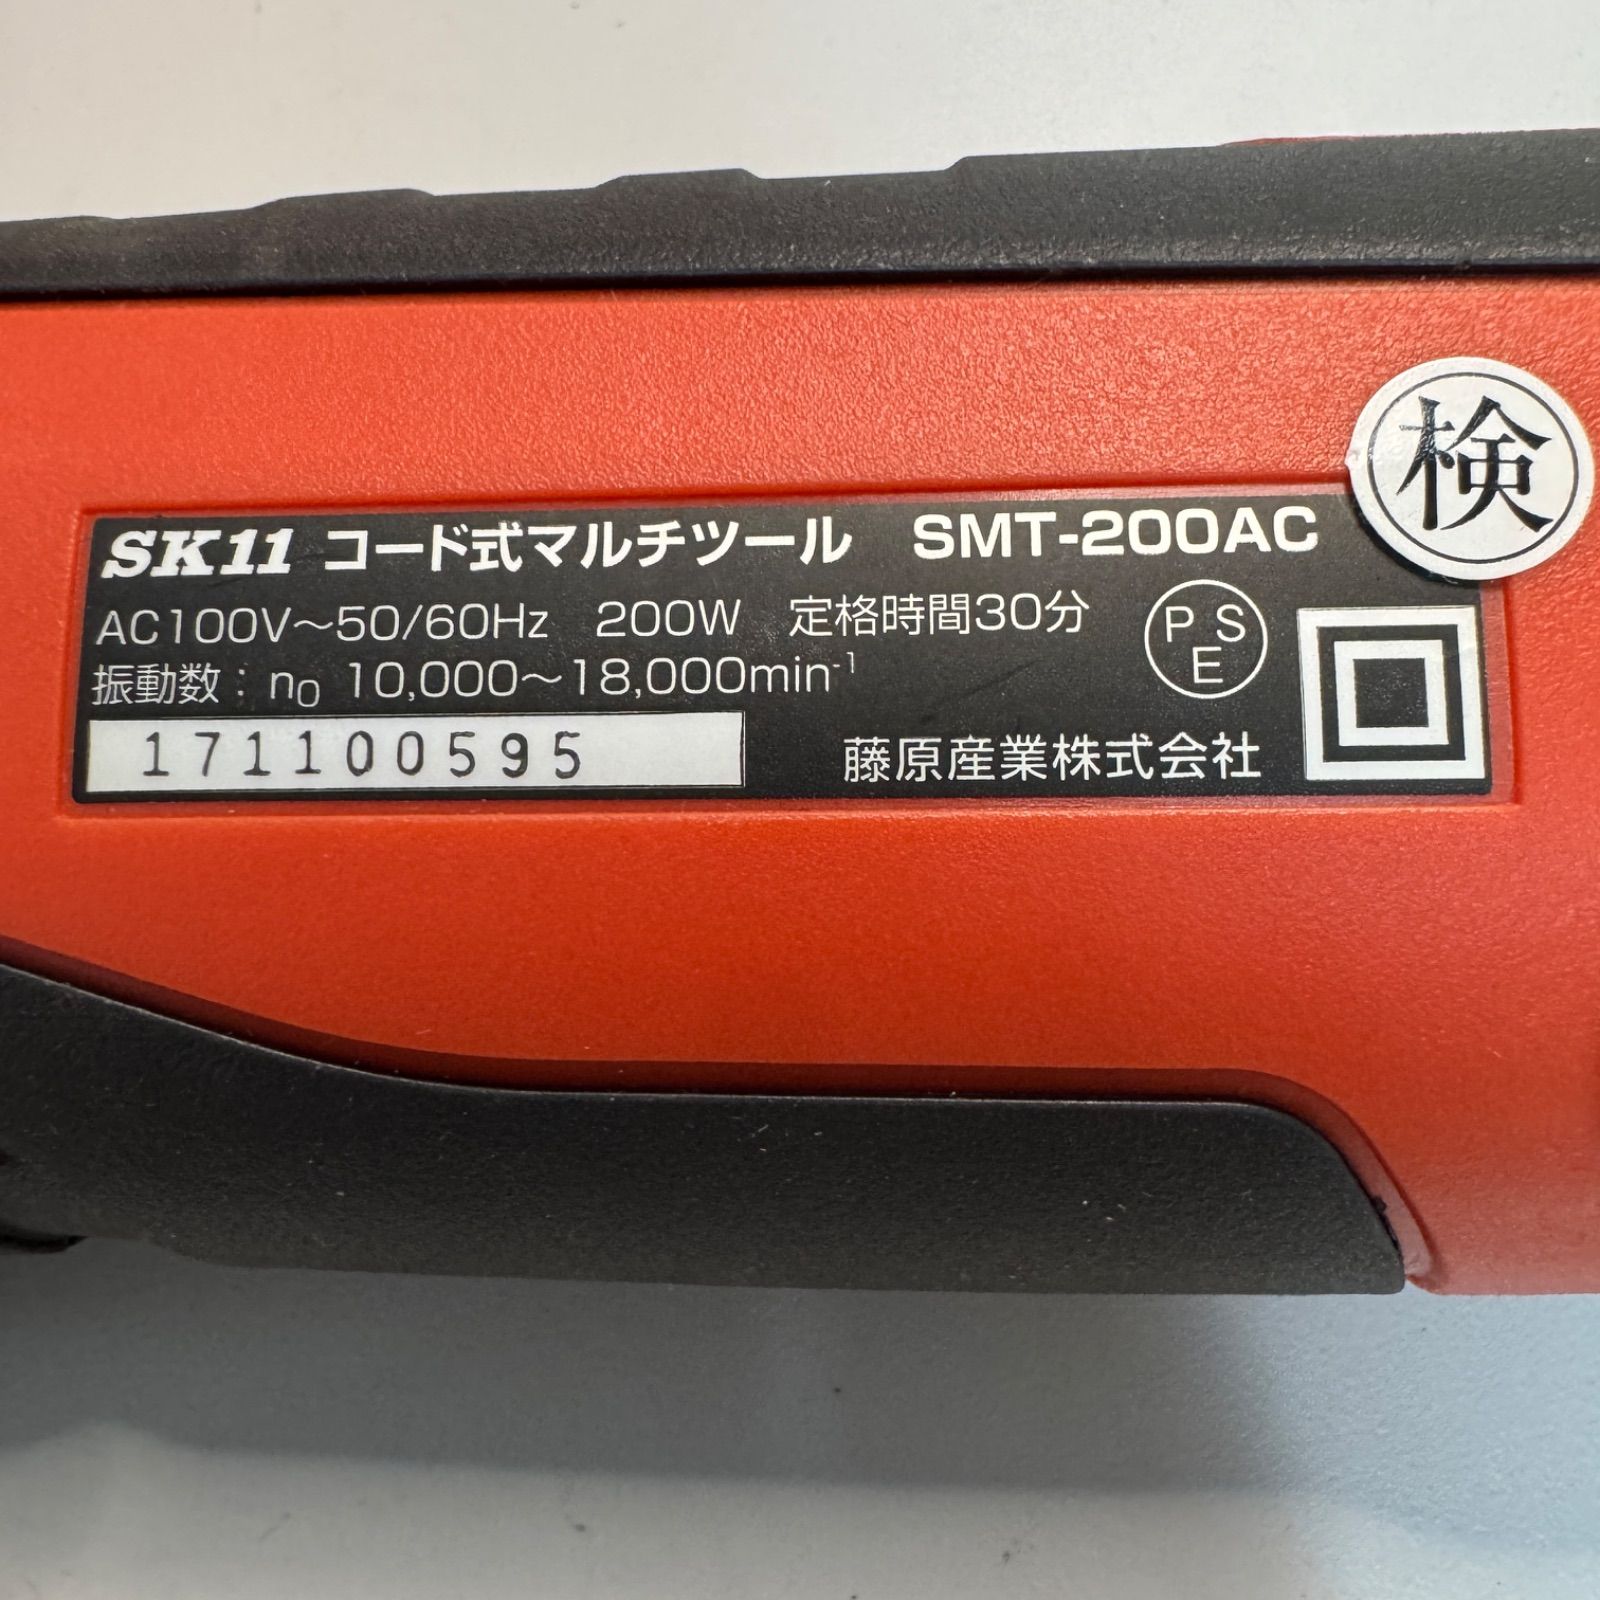 検
SK11 コード式マルチツール SMT-200AC
AC100V～50/60Hz 200W 定格時間30分
PSE
振動数：n0 10,000～18,000min-1
171100595
藤原産業株式会社